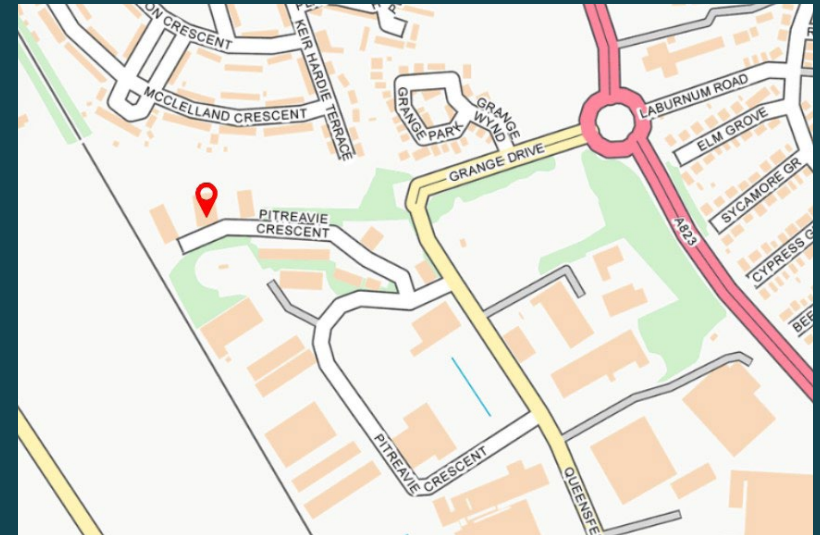 ON CRESCENT
KEIR HARDIE TERRACE
MCCLELLAND CRESCENT
GRANGE
PARK
GRANGE
WYND
LABURNUM ROAD
ELM GROVE
GRANGE DRIVE
SYCAMORE GR
PITREAVIE
CRESCENT
A823
CYPRESS G
BEE
PITREAVIE CRESCENT
QUEENSFE